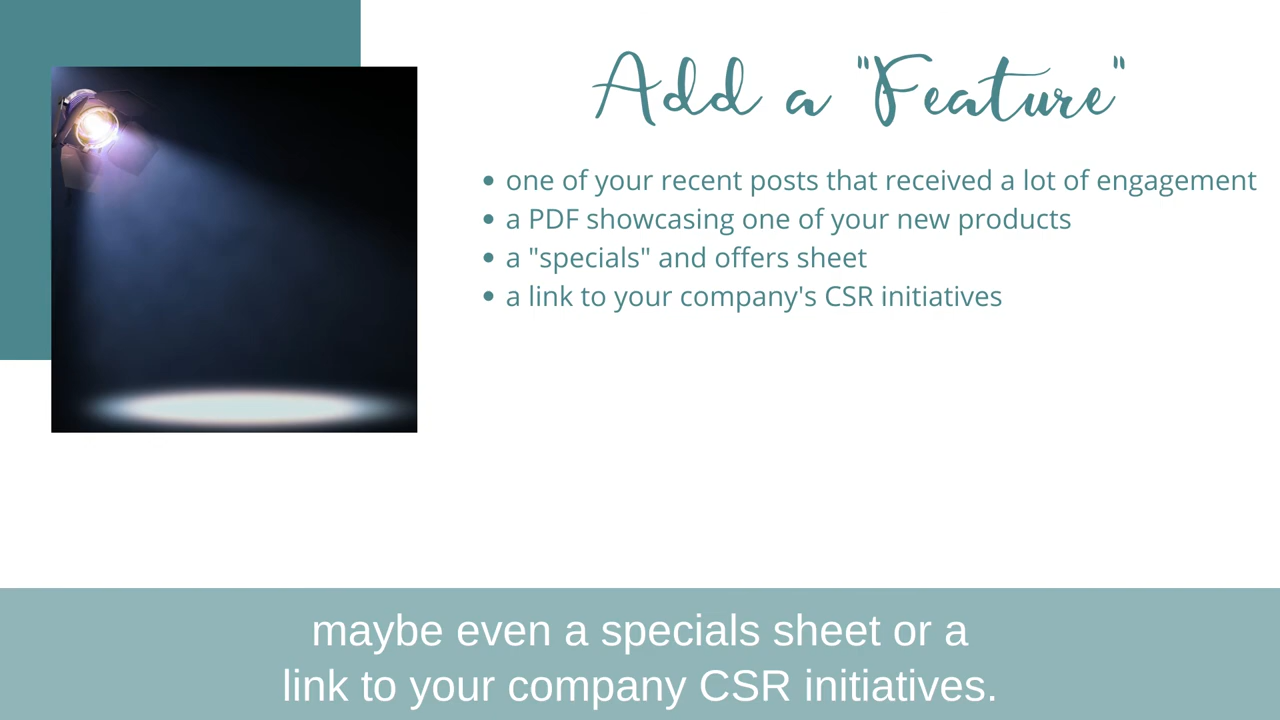 Add a "Feature"
one of your recent posts that received a lot of engagement
a PDF showcasing one of your new products
a "specials" and offers sheet
a link to your company's CSR initiatives
maybe even a specials sheet or a
link to your company CSR initiatives.